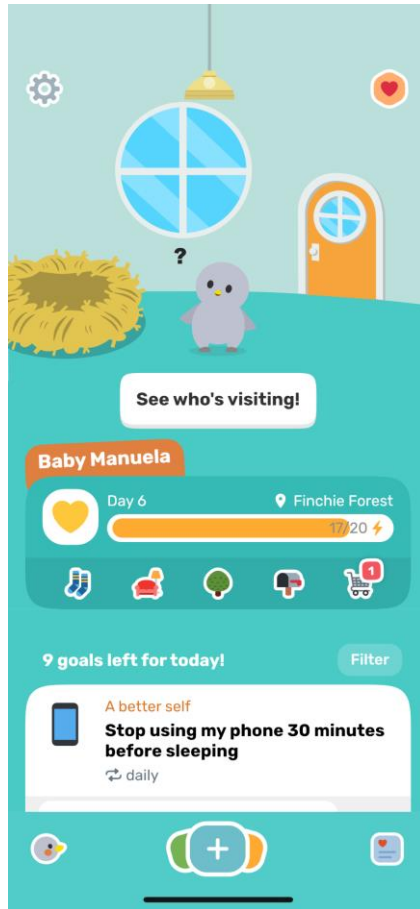 ?
See who's visiting!
Baby Manuela
Day 6
Finchie Forest
17/20
1
9 goals left for today!
Filter
A better self
Stop using my phone 30 minutes
before sleeping
daily